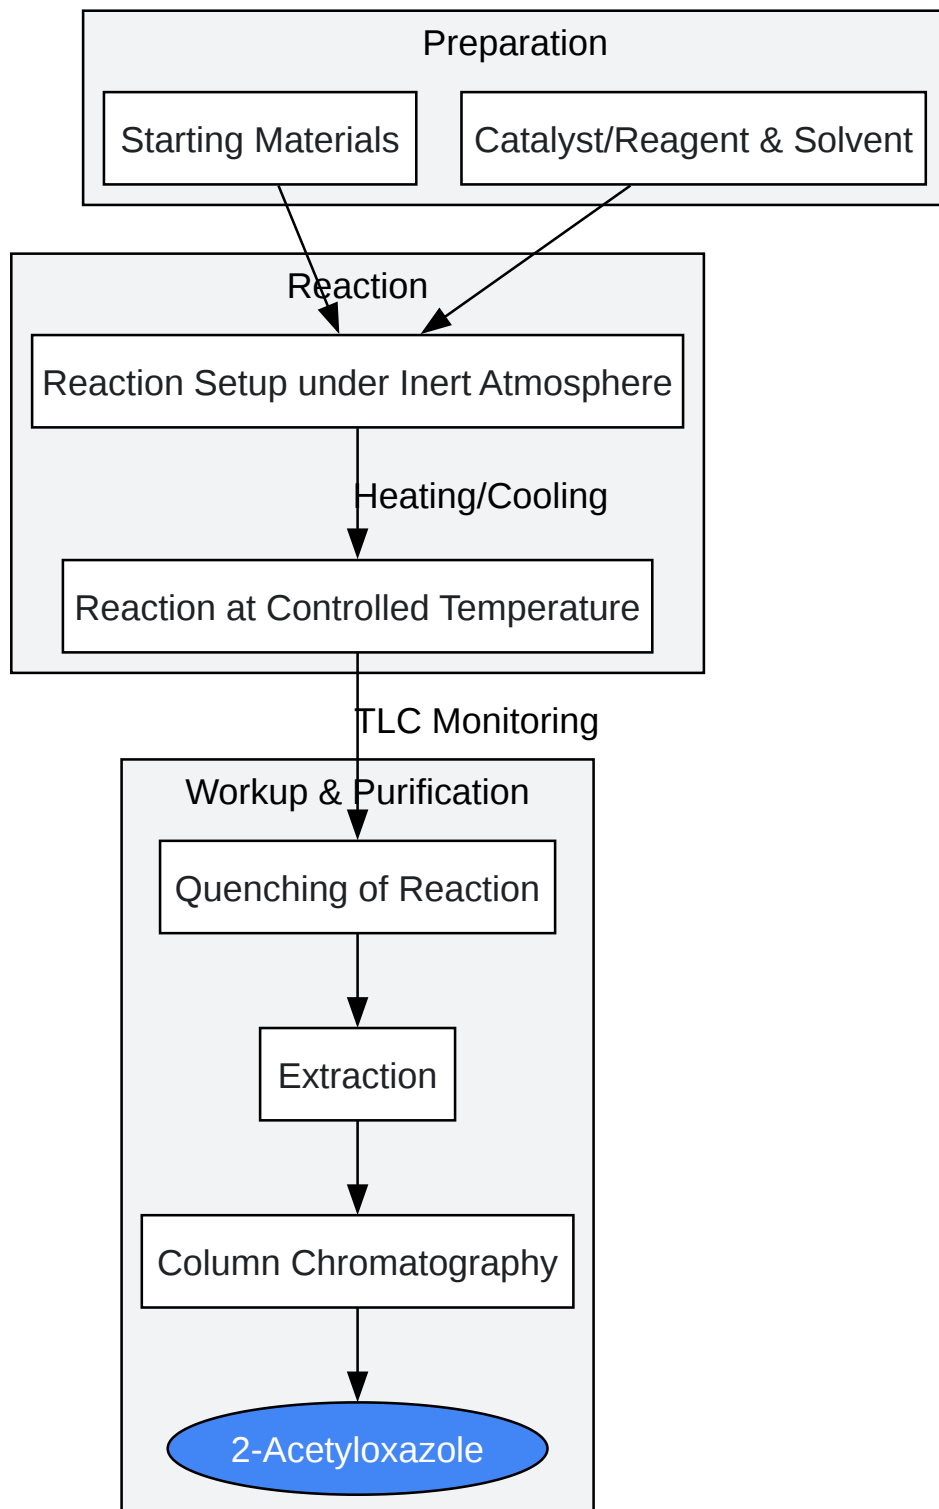 Preparation
Starting Materials
Catalyst/Reagent & Solvent
Reaction
Reaction Setup under Inert Atmosphere
Heating/Cooling
Reaction at Controlled Temperature
TLC Monitoring
Workup & Purification
Quenching of Reaction
Extraction
Column Chromatography
2-Acetyloxazole